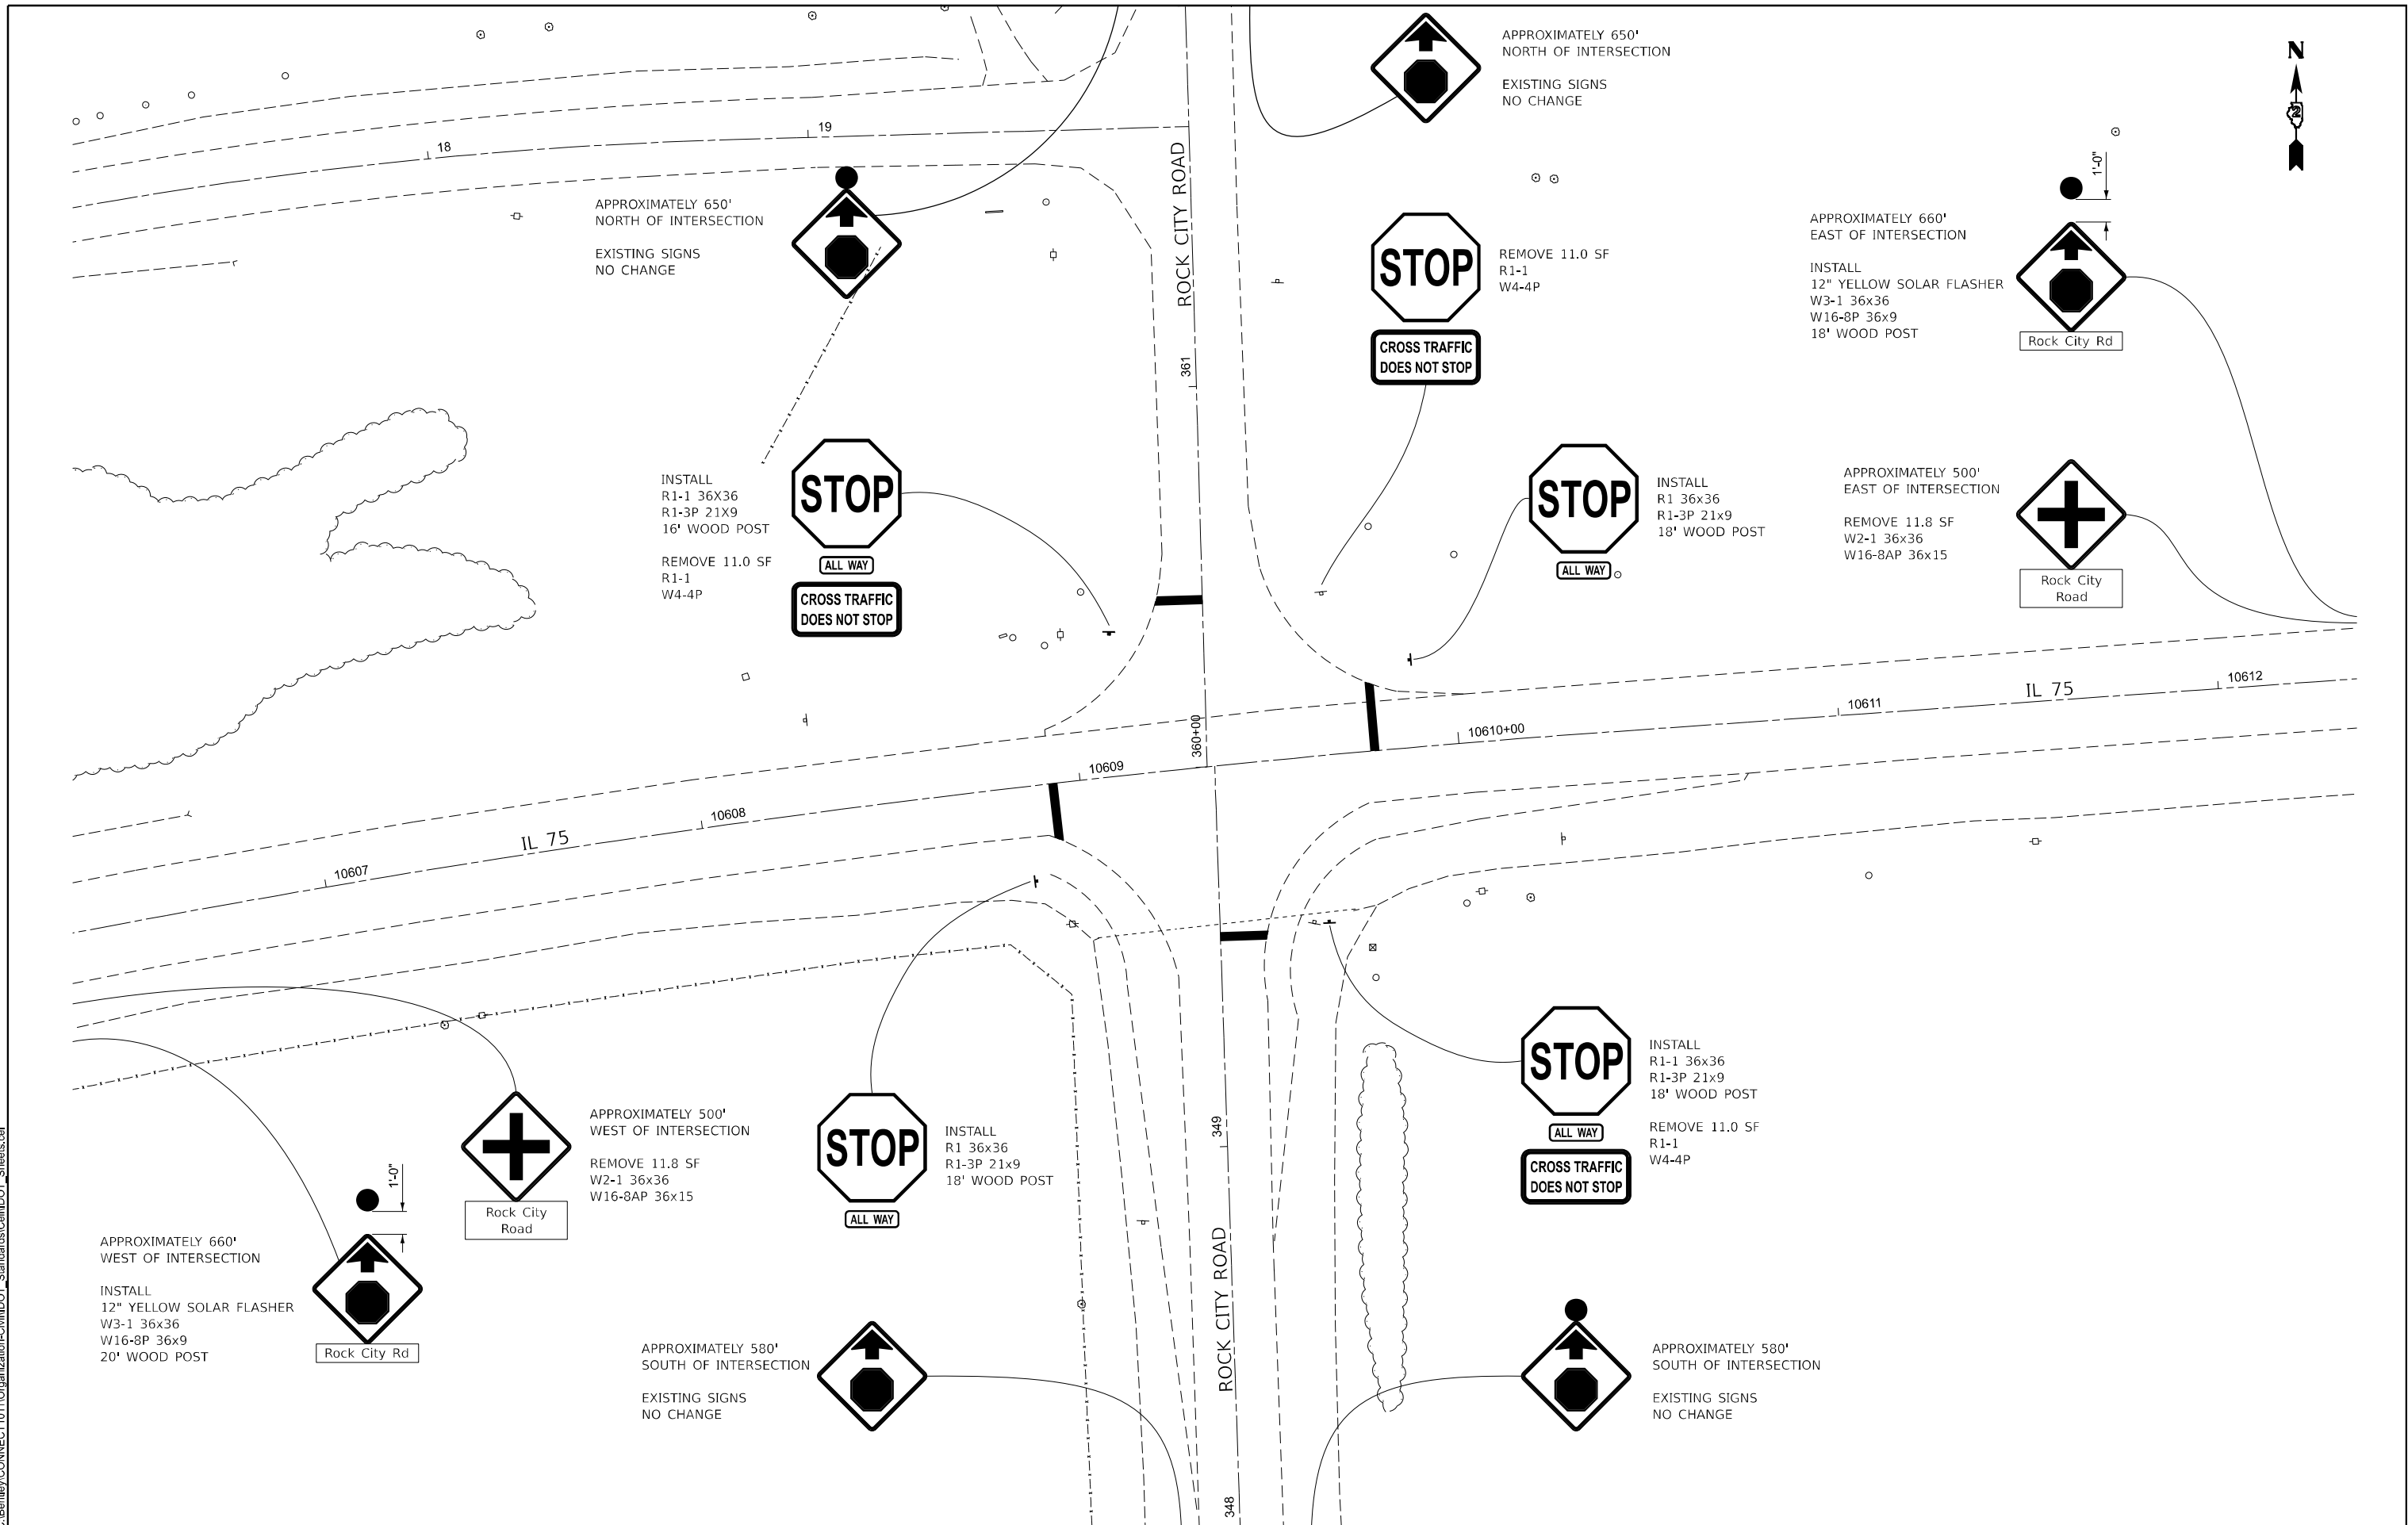 APPROXIMATELY 650'
NORTH OF INTERSECTION
EXISTING SIGNS
NO CHANGE
N
2
18
19
ROCK CITY ROAD
APPROXIMATELY 650'
NORTH OF INTERSECTION
EXISTING SIGNS
NO CHANGE
STOP
CROSS TRAFFIC
DOES NOT STOP
REMOVE 11.0 SF
R1-1
W4-4P
1'-0"
APPROXIMATELY 660'
EAST OF INTERSECTION
INSTALL
12" YELLOW SOLAR FLASHER
W3-1 36x36
W16-8P 36x9
18' WOOD POST
Rock City Rd
361
INSTALL
R1-1 36X36
R1-3P 21X9
16' WOOD POST
REMOVE 11.0 SF
R1-1
W4-4P
STOP
ALL WAY
CROSS TRAFFIC
DOES NOT STOP
STOP
ALL WAY
INSTALL
R1 36x36
R1-3P 21x9
18' WOOD POST
APPROXIMATELY 500'
EAST OF INTERSECTION
REMOVE 11.8 SF
W2-1 36x36
W16-8AP 36x15
Rock City
Road
IL 75
10612
10611
10610+00
360+00
10609
10608
IL 75
10607
APPROXIMATELY 500'
WEST OF INTERSECTION
REMOVE 11.8 SF
W2-1 36x36
W16-8AP 36x15
Rock City
Road
STOP
ALL WAY
INSTALL
R1 36x36
R1-3P 21x9
18' WOOD POST
349
STOP
ALL WAY
CROSS TRAFFIC
DOES NOT STOP
INSTALL
R1-1 36x36
R1-3P 21x9
18' WOOD POST
REMOVE 11.0 SF
R1-1
W4-4P
1'-0"
APPROXIMATELY 660'
WEST OF INTERSECTION
INSTALL
12" YELLOW SOLAR FLASHER
W3-1 36x36
W16-8P 36x9
20' WOOD POST
Rock City Rd
ROCK CITY ROAD
APPROXIMATELY 580'
SOUTH OF INTERSECTION
EXISTING SIGNS
NO CHANGE
APPROXIMATELY 580'
SOUTH OF INTERSECTION
EXISTING SIGNS
NO CHANGE
348